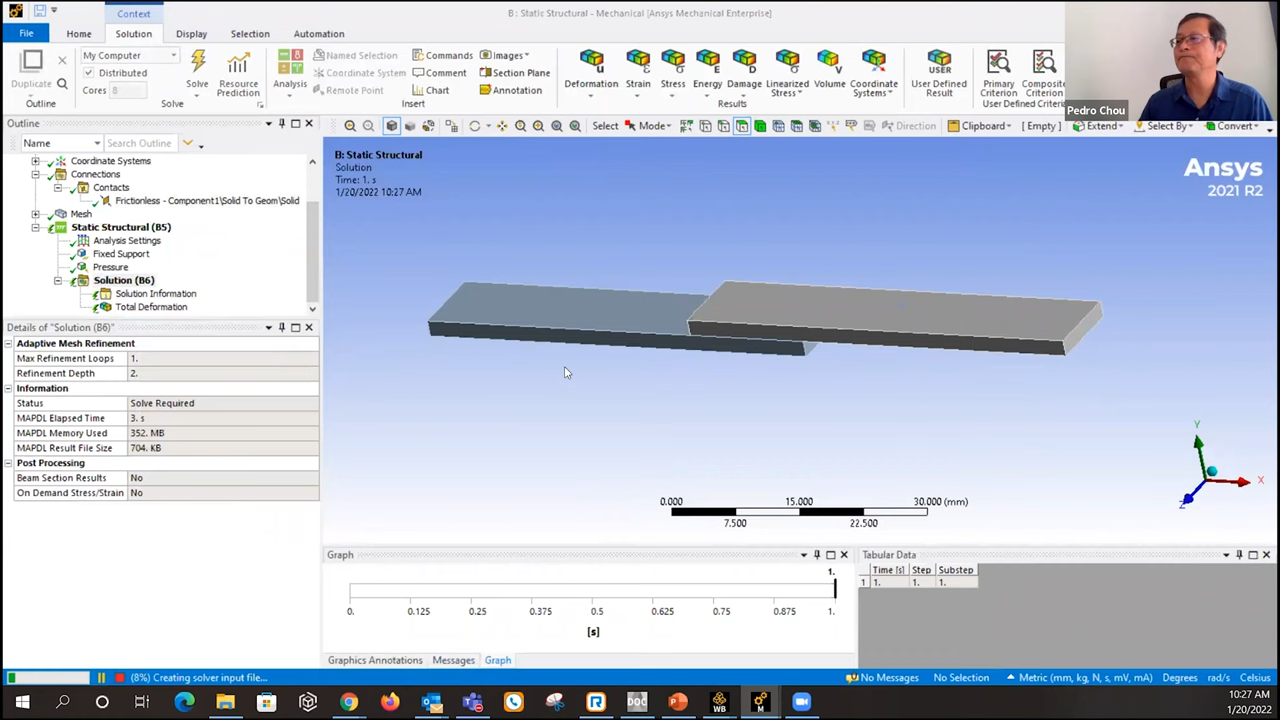 Context
B : Static Structural - Mechanical [Ansys Mechanical Enterprise]
File
Home
Solution
Display
Selection
Automation
Duplicate
Outline
My Computer
Distributed
Cores 8
Solve
Resource
Prediction
Solve
Analysis
Named Selection
Coordinate System
Remote Point
Commands
Comment
Chart
Images
Section Plane
Annotation
Insert
Deformation
Strain
Stress
Energy
Damage
Linearized
Stress
Volume
Coordinate
Systems
Results
User Defined
Result
Primary
Criterion
Composite
Criterion
User Defined Criteri
Pedro Chou
Outline
Name
Search Outline
Select
Mode
Direction
Clipboard
[ Empty ]
Extend
Select By
Convert
Coordinate Systems
Connections
Contacts
Frictionless - Component1\Solid To Geom\Solid
Mesh
Static Structural (B5)
Analysis Settings
Fixed Support
Pressure
Solution (B6)
Solution Information
Total Deformation
Details of "Solution (B6)"
Adaptive Mesh Refinement
Max Refinement Loops 1.
Refinement Depth 2.
Information
Status Solve Required
MAPDL Elapsed Time 3. s
MAPDL Memory Used 352. MB
MAPDL Result File Size 704. KB
Post Processing
Beam Section Results No
On Demand Stress/Strain No
B: Static Structural
Solution
Time: 1. s
1/20/2022 10:27 AM
Ansys
2021 R2
Y
X
Z
0.000 15.000 30.000 (mm)
7.500 22.500
Graph
1.
0. 0.125 0.25 0.375 0.5 0.625 0.75 0.875 1.
[s]
Graphics Annotations Messages Graph
Tabular Data
Time [s] Step Substep
1 1. 1. 1.
(8%) Creating solver input file...
No Messages No Selection Metric (mm, kg, N, s, mV, mA) Degrees rad/s Celsius
10:27 AM
1/20/2022